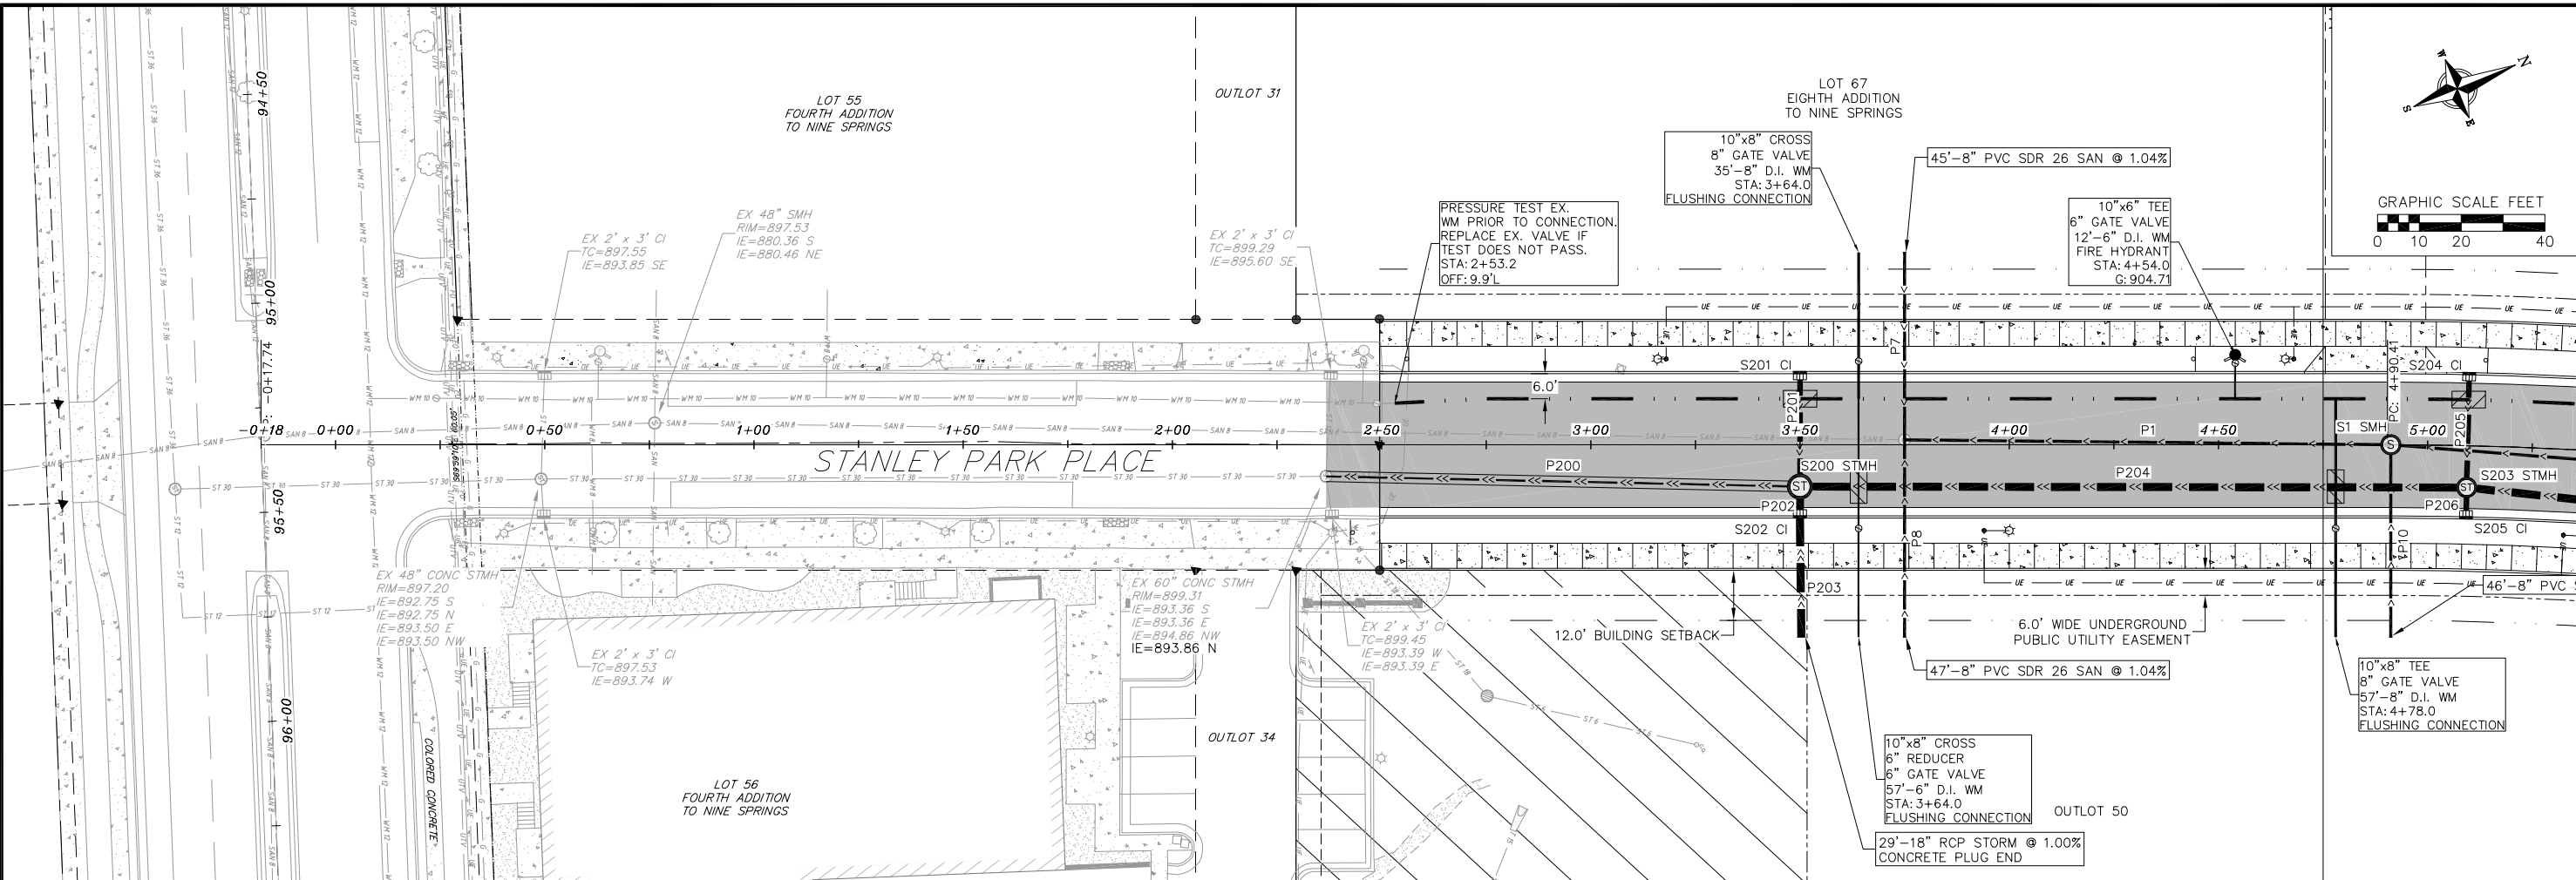 LOT 55
FOURTH ADDITION
TO NINE SPRINGS
OUTLOT 31
LOT 67
EIGHTH ADDITION
TO NINE SPRINGS
N
W
S
E
GRAPHIC SCALE FEET
0 10 20 40
10"x8" CROSS
8" GATE VALVE
35'-8" D.I. WM
STA: 3+64.0
FLUSHING CONNECTION
45'-8" PVC SDR 26 SAN @ 1.04%
PRESSURE TEST EX.
WM PRIOR TO CONNECTION.
REPLACE EX. VALVE IF
TEST DOES NOT PASS.
STA: 2+53.2
OFF: 9.9'L
10"x6" TEE
6" GATE VALVE
12'-6" D.I. WM
FIRE HYDRANT
STA: 4+54.0
G: 904.71
EX 2' x 3' CI
TC=897.55
IE=893.85 SE
EX 48" SMH
RIM=897.53
IE=880.36 S
IE=880.46 NE
EX 2' x 3' CI
TC=899.29
IE=895.60 SE
94+50
95+00
95+50
96+00
-0+17.74
-0+18
0+00
0+50
1+00
1+50
2+00
2+50
3+00
3+50
4+00
4+50
5+00
STANLEY PARK PLACE
6.0'
S201 CI
P201
P7
P1
S1 SMH
PC: 4+90.41
S204 CI
P205
P200
S200 STMH
P204
S203 STMH
P202
S202 CI
P8
P203
P10
P206
S205 CI
EX 48" CONC STMH
RIM=897.20
IE=892.75 S
IE=892.75 N
IE=893.50 E
IE=893.50 NW
EX 2' x 3' CI
TC=897.53
IE=893.74 W
EX 60" CONC STMH
RIM=899.31
IE=893.36 S
IE=893.36 E
IE=894.86 NW
IE=893.86 N
EX 2' x 3' CI
TC=899.45
IE=893.39 W
IE=893.39 E
12.0' BUILDING SETBACK
6.0' WIDE UNDERGROUND
PUBLIC UTILITY EASEMENT
46'-8" PVC
47'-8" PVC SDR 26 SAN @ 1.04%
10"x8" TEE
8" GATE VALVE
57'-8" D.I. WM
STA: 4+78.0
FLUSHING CONNECTION
10"x8" CROSS
6" REDUCER
6" GATE VALVE
57'-6" D.I. WM
STA: 3+64.0
FLUSHING CONNECTION
OUTLOT 50
29'-18" RCP STORM @ 1.00%
CONCRETE PLUG END
OUTLOT 34
LOT 56
FOURTH ADDITION
TO NINE SPRINGS
COLORED CONCRETE